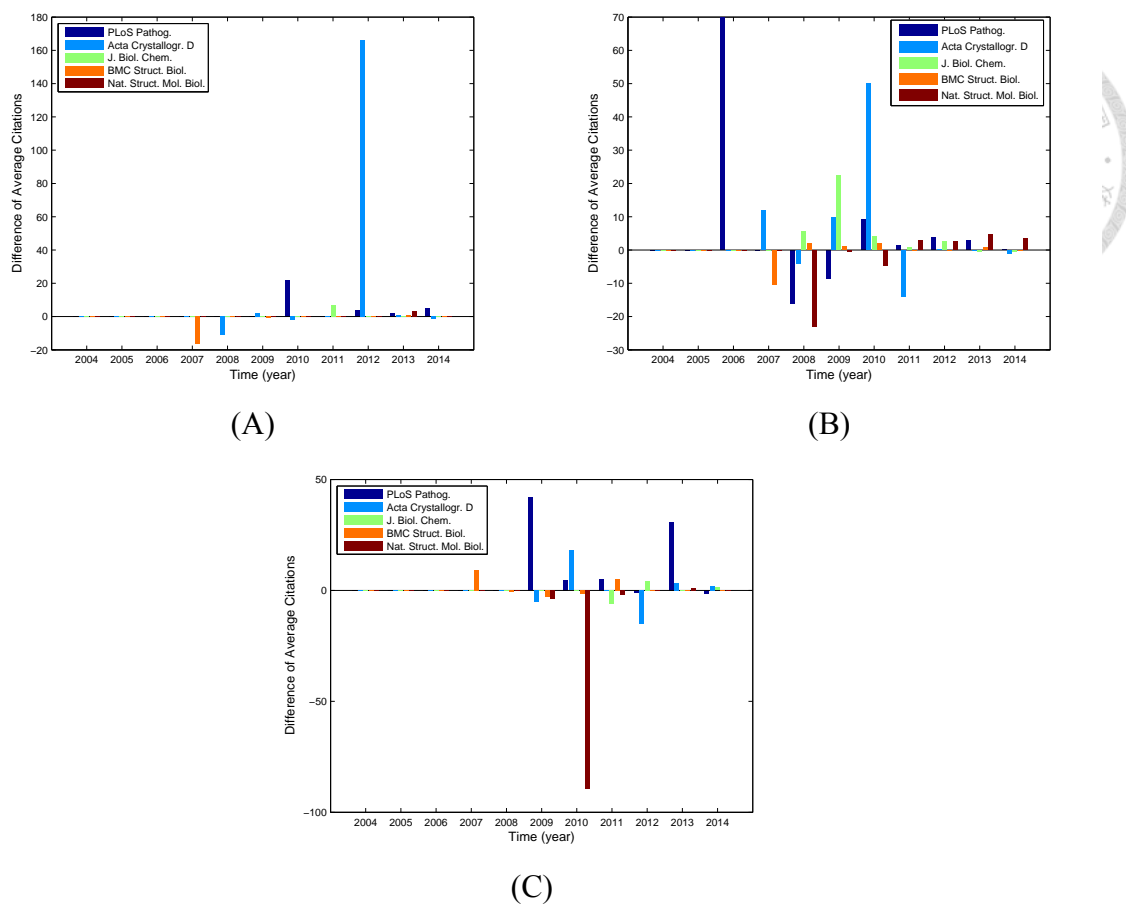 180
160
140
120
100
80
60
40
20
0
−20
Difference of Average Citations
PLoS Pathog.
Acta Crystallogr. D
J. Biol. Chem.
BMC Struct. Biol.
Nat. Struct. Mol. Biol.
2004 2005 2006 2007 2008 2009 2010 2011 2012 2013 2014
Time (year)
(A)
70
60
50
40
30
20
10
0
−10
−20
−30
Difference of Average Citations
PLoS Pathog.
Acta Crystallogr. D
J. Biol. Chem.
BMC Struct. Biol.
Nat. Struct. Mol. Biol.
2004 2005 2006 2007 2008 2009 2010 2011 2012 2013 2014
Time (year)
(B)
50
0
−50
−100
Difference of Average Citations
PLoS Pathog.
Acta Crystallogr. D
J. Biol. Chem.
BMC Struct. Biol.
Nat. Struct. Mol. Biol.
2004 2005 2006 2007 2008 2009 2010 2011 2012 2013 2014
Time (year)
(C)